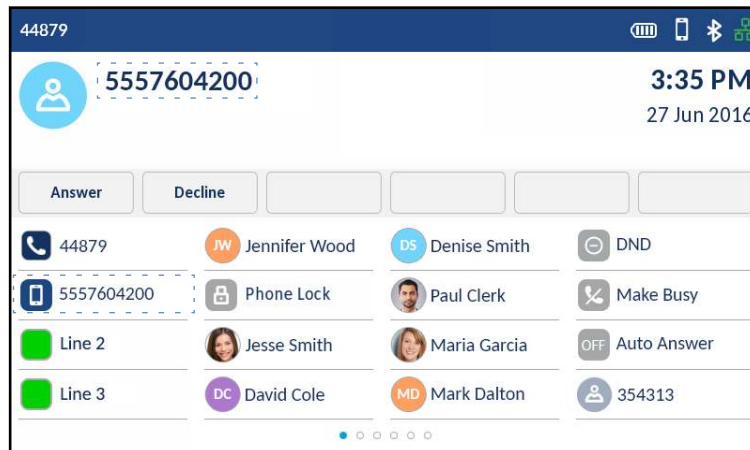 44879
5557604200
3:35 PM
27 Jun 2016
Answer Decline
44879 JW Jennifer Wood DS Denise Smith DND
5557604200 Phone Lock Paul Clerk Make Busy
Line 2 Jesse Smith Maria Garcia OFF Auto Answer
Line 3 DC David Cole MD Mark Dalton 354313